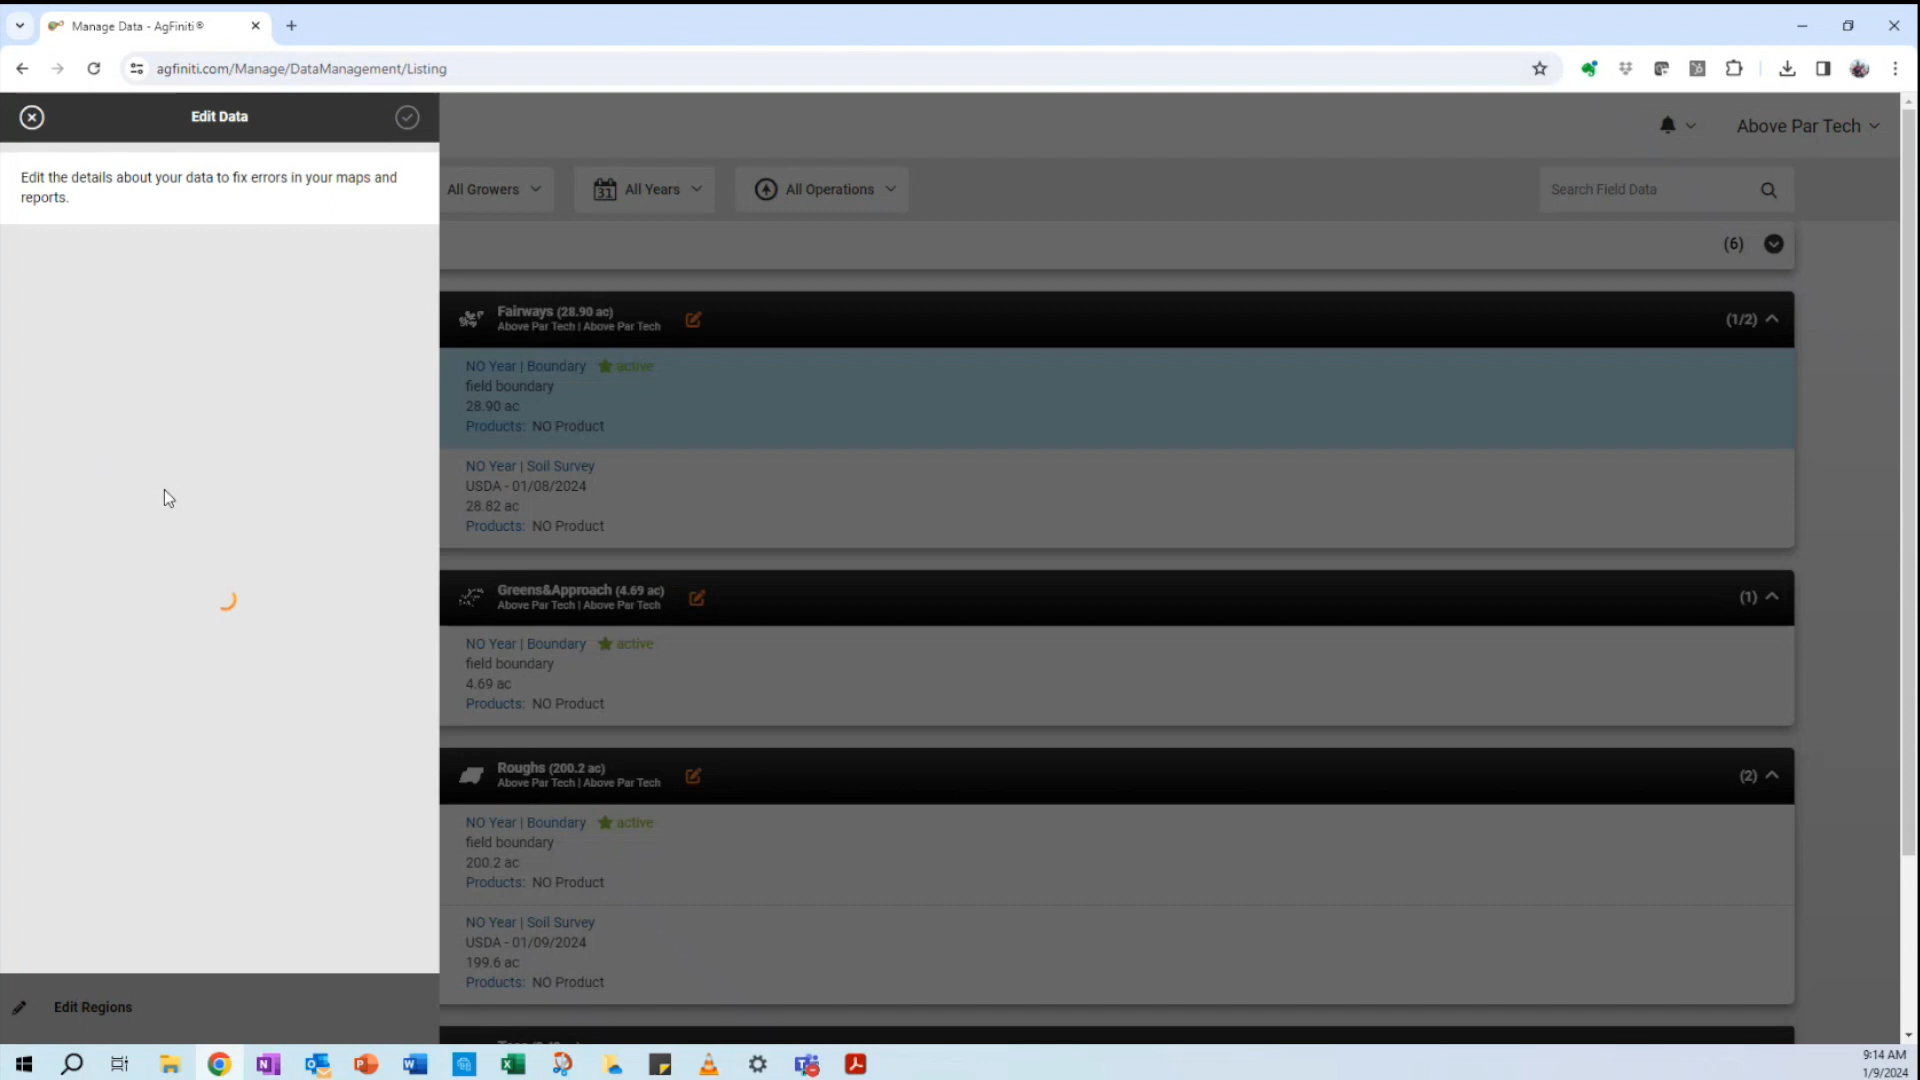 Manage Data - AgFiniti®
agfiniti.com/Manage/DataManagement/Listing
Edit Data
Above Par Tech
Edit the details about your data to fix errors in your maps and
reports.
All Growers
31 All Years
All Operations
Search Field Data
(6)
Fairways (28.90 ac)
Above Par Tech | Above Par Tech
(1/2)
NO Year | Boundary active
field boundary
28.90 ac
Products: NO Product
NO Year | Soil Survey
USDA - 01/08/2024
28.82 ac
Products: NO Product
Greens&Approach (4.69 ac)
Above Par Tech | Above Par Tech
(1)
NO Year | Boundary active
field boundary
4.69 ac
Products: NO Product
Roughs (200.2 ac)
Above Par Tech | Above Par Tech
(2)
NO Year | Boundary active
field boundary
200.2 ac
Products: NO Product
NO Year | Soil Survey
USDA - 01/09/2024
199.6 ac
Products: NO Product
Edit Regions
9:14 AM
1/9/2024